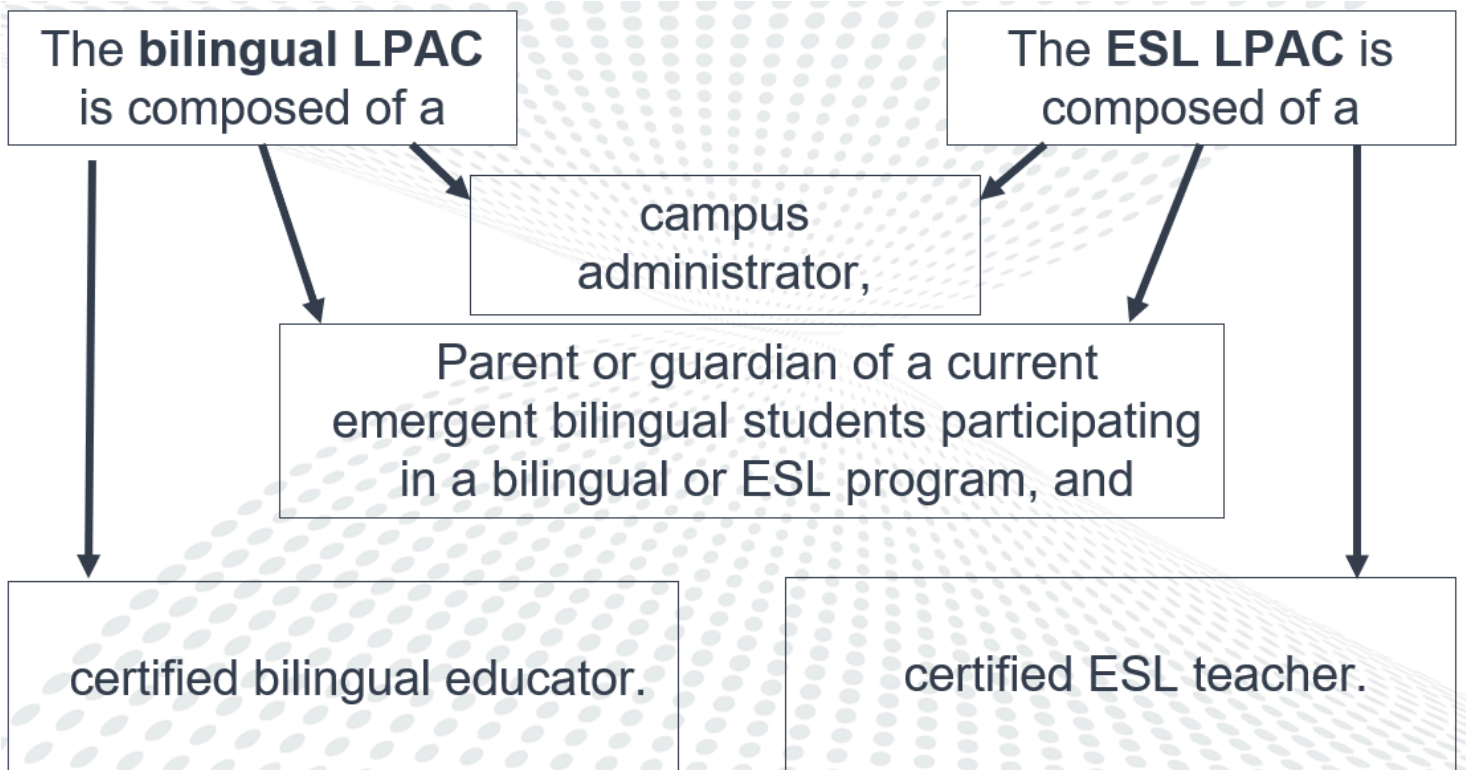 The bilingual LPAC
is composed of a
The ESL LPAC is
composed of a
campus
administrator,
Parent or guardian of a current
emergent bilingual students participating
in a bilingual or ESL program, and
certified bilingual educator.
certified ESL teacher.